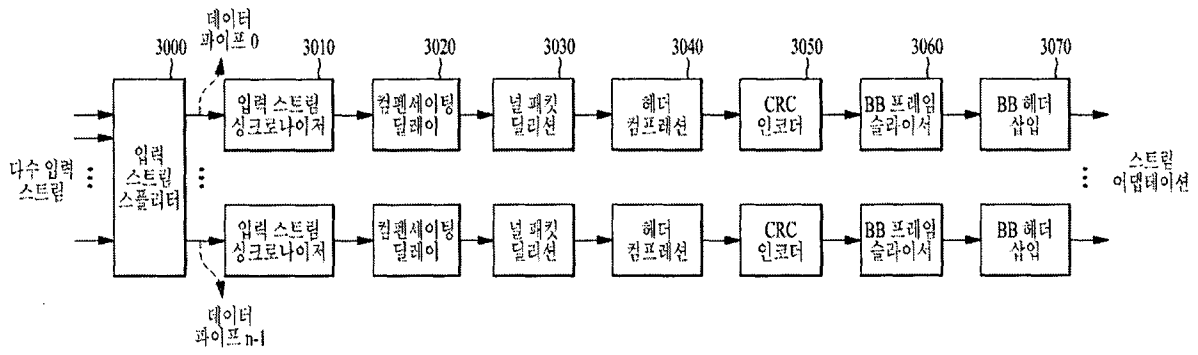 데이터
파이프 0
3000
3010
3020
3030
3040
3050
3060
3070
다수 입력
스트림
입력
스트림
스플리터
입력 스트림
싱크로나이저
컴펜세이팅
딜레이
널 패킷
딜리션
헤더
컴프레션
CRC
인코더
BB 프레임
슬라이서
BB 헤더
삽입
스트림
어댑테이션
입력 스트림
싱크로나이저
컴펜세이팅
딜레이
널 패킷
딜리션
헤더
컴프레션
CRC
인코더
BB 프레임
슬라이서
BB 헤더
삽입
데이터
파이프 n-1